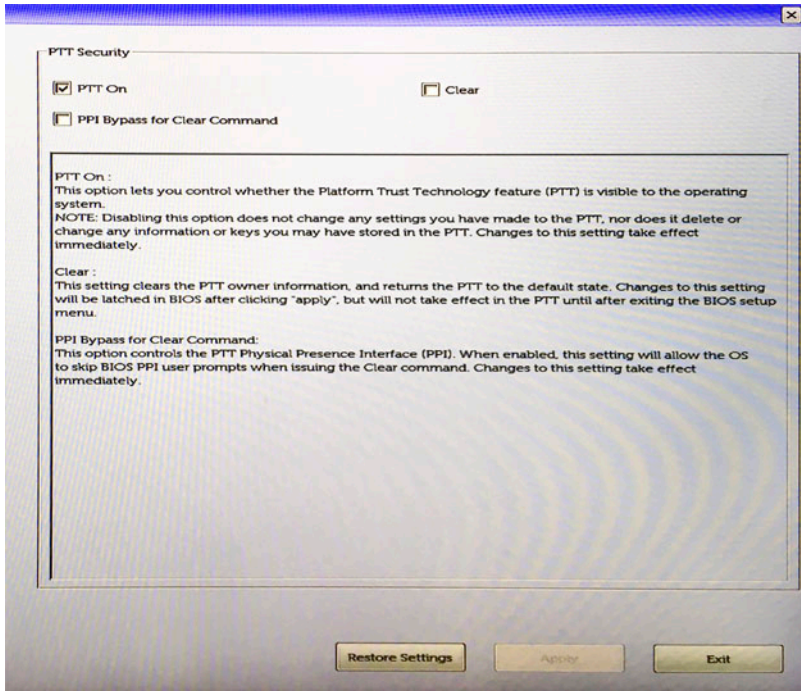 PTT Security
PTT On
Clear
PPI Bypass for Clear Command
PTT On :
This option lets you control whether the Platform Trust Technology feature (PTT) is visible to the operating
system.
NOTE: Disabling this option does not change any settings you have made to the PTT, nor does it delete or
change any information or keys you may have stored in the PTT. Changes to this setting take effect
immediately.
Clear :
This setting clears the PTT owner information, and returns the PTT to the default state. Changes to this setting
will be latched in BIOS after clicking "apply", but will not take effect in the PTT until after exiting the BIOS setup
menu.
PPI Bypass for Clear Command:
This option controls the PTT Physical Presence Interface (PPI). When enabled, this setting will allow the OS
to skip BIOS PPI user prompts when issuing the Clear command. Changes to this setting take effect
immediately.
Restore Settings
Apply
Exit